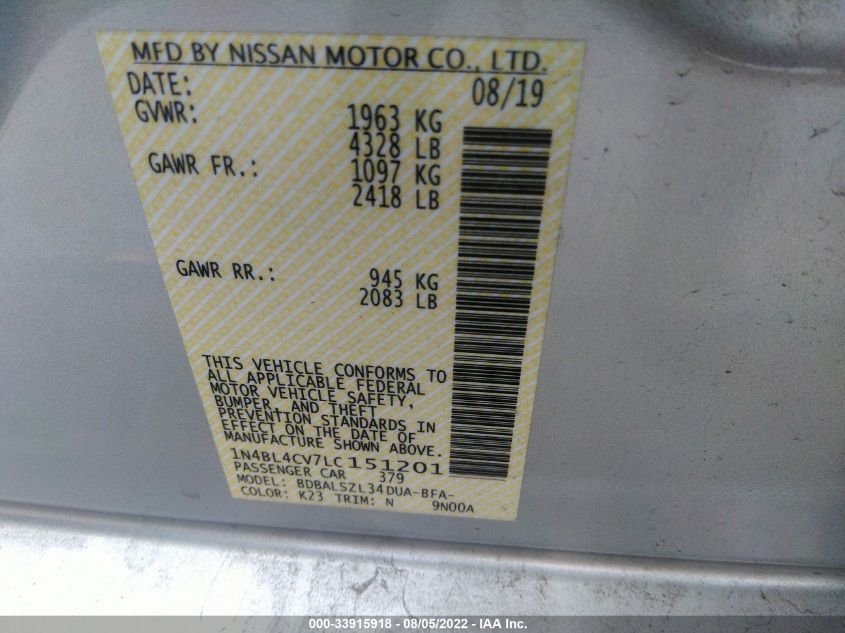 MFD BY NISSAN MOTOR CO., LTD.
DATE: 08/19
GVWR: 1963 KG
4328 LB
GAWR FR.: 1097 KG
2418 LB
GAWR RR.: 945 KG
2083 LB
THIS VEHICLE CONFORMS TO
ALL APPLICABLE FEDERAL
MOTOR VEHICLE SAFETY,
BUMPER, AND THEFT
PREVENTION STANDARDS IN
EFFECT ON THE DATE OF
MANUFACTURE SHOWN ABOVE.
1N4BL4CV7LC151201
PASSENGER CAR 379
MODEL: BDBALSZL34DUA-BFA-
COLOR: K23 TRIM: N 9N00A
000-33915918 - 08/05/2022 - IAA Inc.